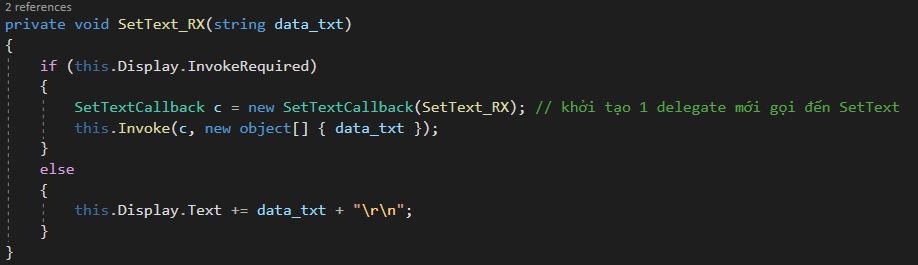 2 references
private void SetText_RX(string data_txt)
{
if (this.Display.InvokeRequired)
{
SetTextCallback c = new SetTextCallback(SetText_RX); // khởi tạo 1 delegate mới gọi đến SetText
this.Invoke(c, new object[] { data_txt });
}
else
{
this.Display.Text += data_txt + "\r\n";
}
}